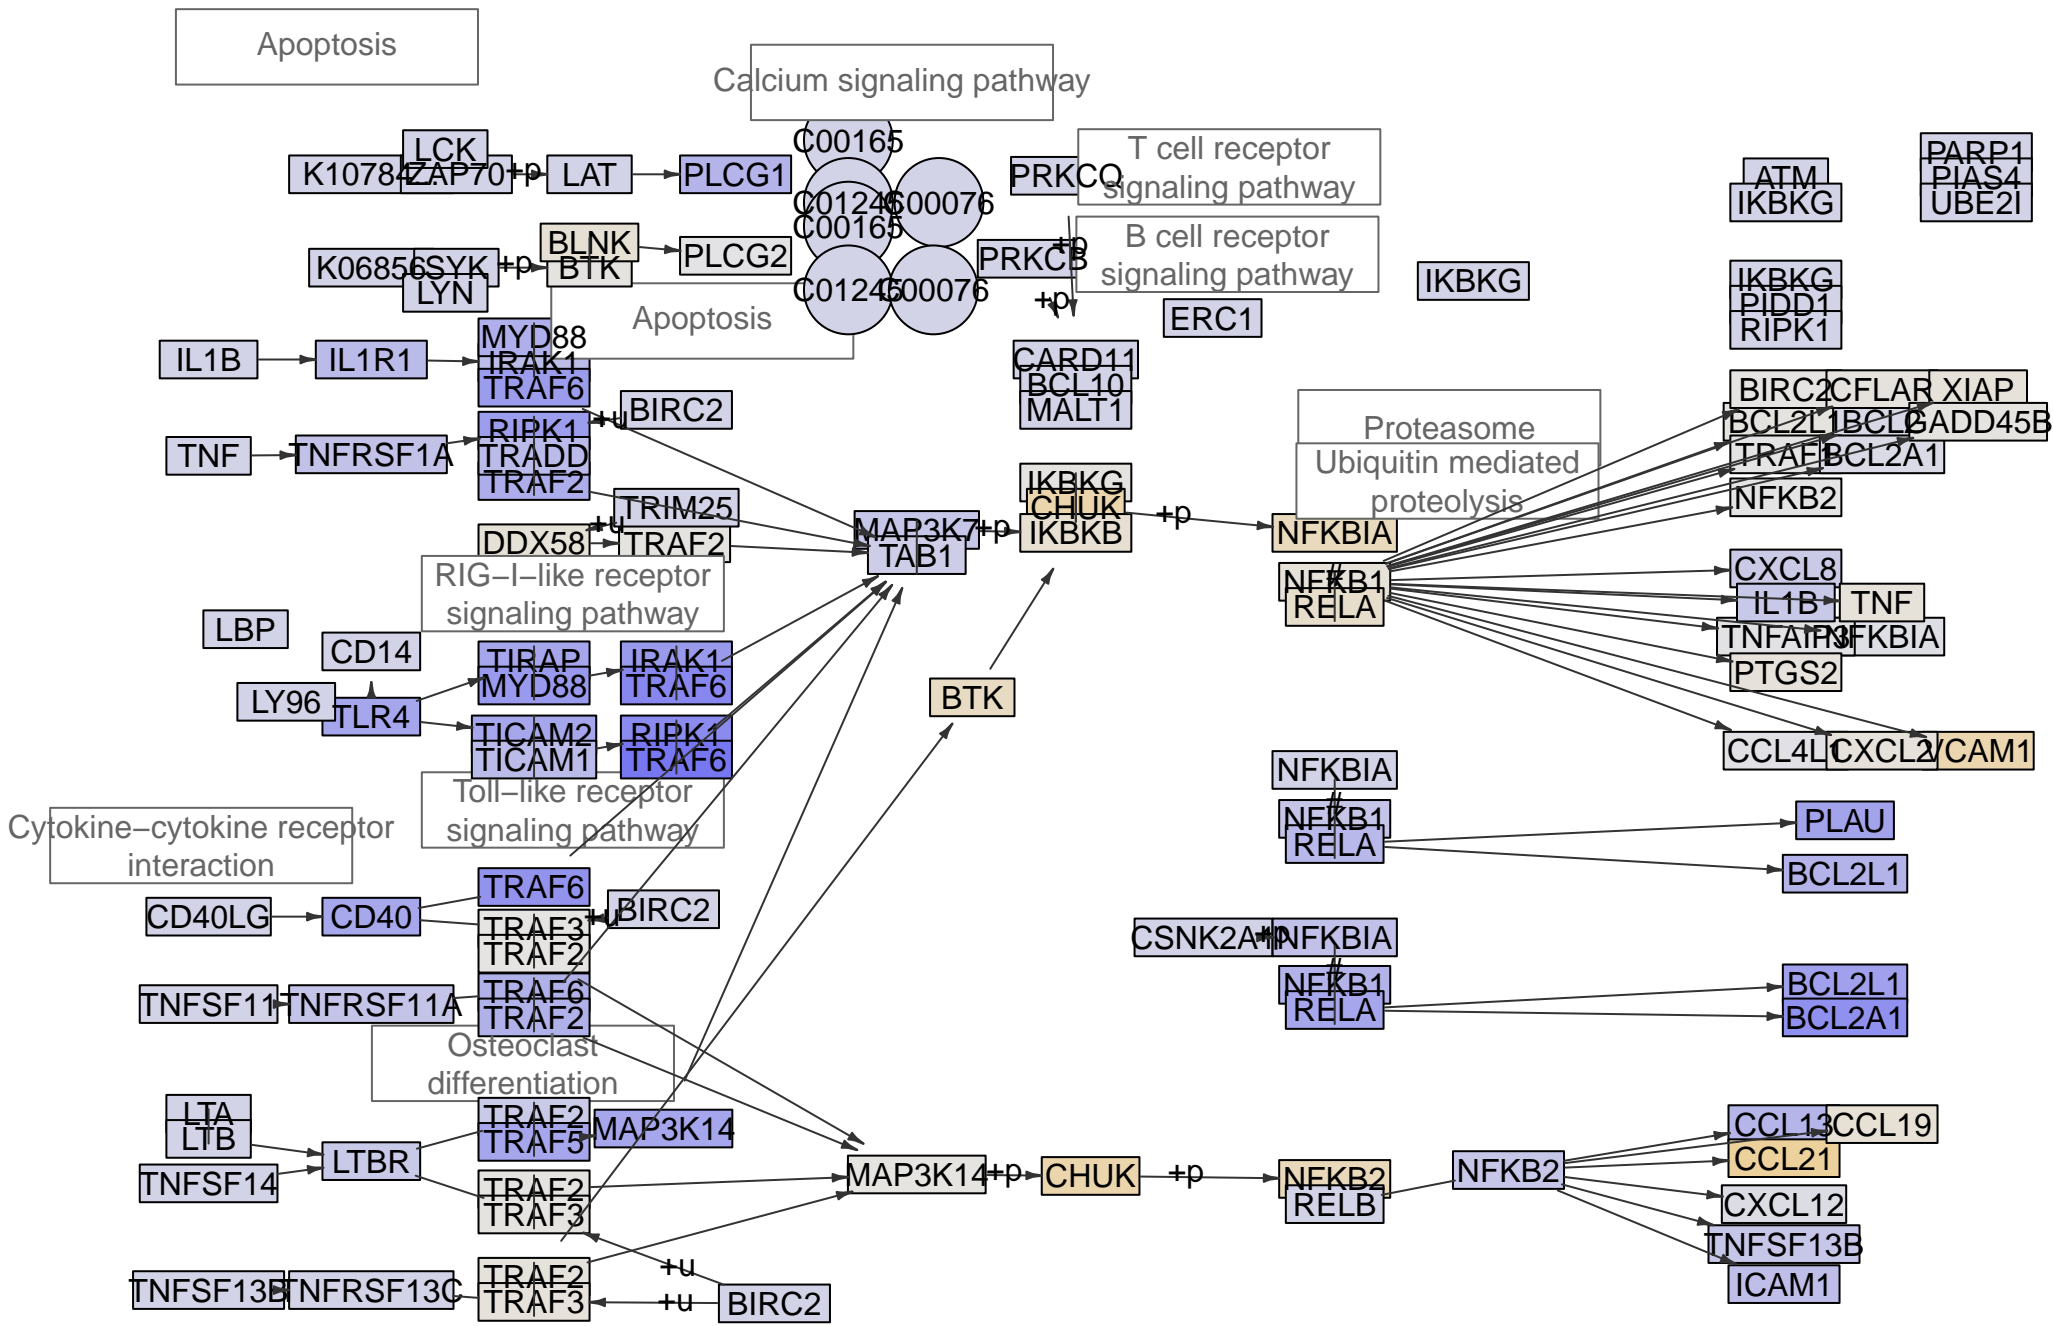 Apoptosis
Calcium signaling pathway
C00165
T cell receptor
signaling pathway
LCK
K10784
ZAP70
+p
LAT
PLCG1
PRKCQ
C01245
C00076
C00165
PARP1
PIAS4
UBE2I
ATM
IKBKG
B cell receptor
signaling pathway
BLNK
BTK
PLCG2
K06856
SYK
+p
LYN
PRKCB
+p
+p
C01245
C00076
IKBKG
IKBKG
PIDD1
RIPK1
ERC1
Apoptosis
MYD88
IRAK1
TRAF6
IL1B
IL1R1
CARD11
BCL10
MALT1
BIRC2
CFLAR
XIAP
BCL2L1
BCL2
GADD45B
TRAF1
BCL2A1
NFKB2
Proteasome
Ubiquitin mediated
proteolysis
BIRC2
+u
RIPK1
TRADD
TRAF2
TNF
TNFRSF1A
TRIM25
+u
DDX58
TRAF2
MAP3K7
TAB1
+p
IKBKG
CHUK
IKBKB
+p
NFKBIA
NFKB1
RELA
CXCL8
IL1B
TNF
TNFAIP3
NFKBIA
PTGS2
RIG−I−like receptor
signaling pathway
LBP
CD14
LY96
TLR4
TIRAP
MYD88
IRAK1
TRAF6
TICAM2
TICAM1
RIPK1
TRAF6
BTK
CCL4L1
CXCL2
VCAM1
Toll−like receptor
signaling pathway
Cytokine−cytokine receptor
interaction
NFKBIA
NFKB1
RELA
PLAU
BCL2L1
CD40LG
CD40
TRAF6
TRAF3
TRAF2
+u
BIRC2
CSNK2A1
+p
NFKBIA
NFKB1
RELA
BCL2L1
BCL2A1
TNFSF11
TNFRSF11A
TRAF6
TRAF2
Osteoclast
differentiation
LTA
LTB
TNFSF14
LTBR
TRAF2
TRAF5
MAP3K14
TRAF2
TRAF3
MAP3K14
+p
CHUK
+p
NFKB2
RELB
NFKB2
CCL13
CCL19
CCL21
CXCL12
TNFSF13B
ICAM1
TNFSF13B
TNFRSF13C
TRAF2
TRAF3
+u
+u
BIRC2